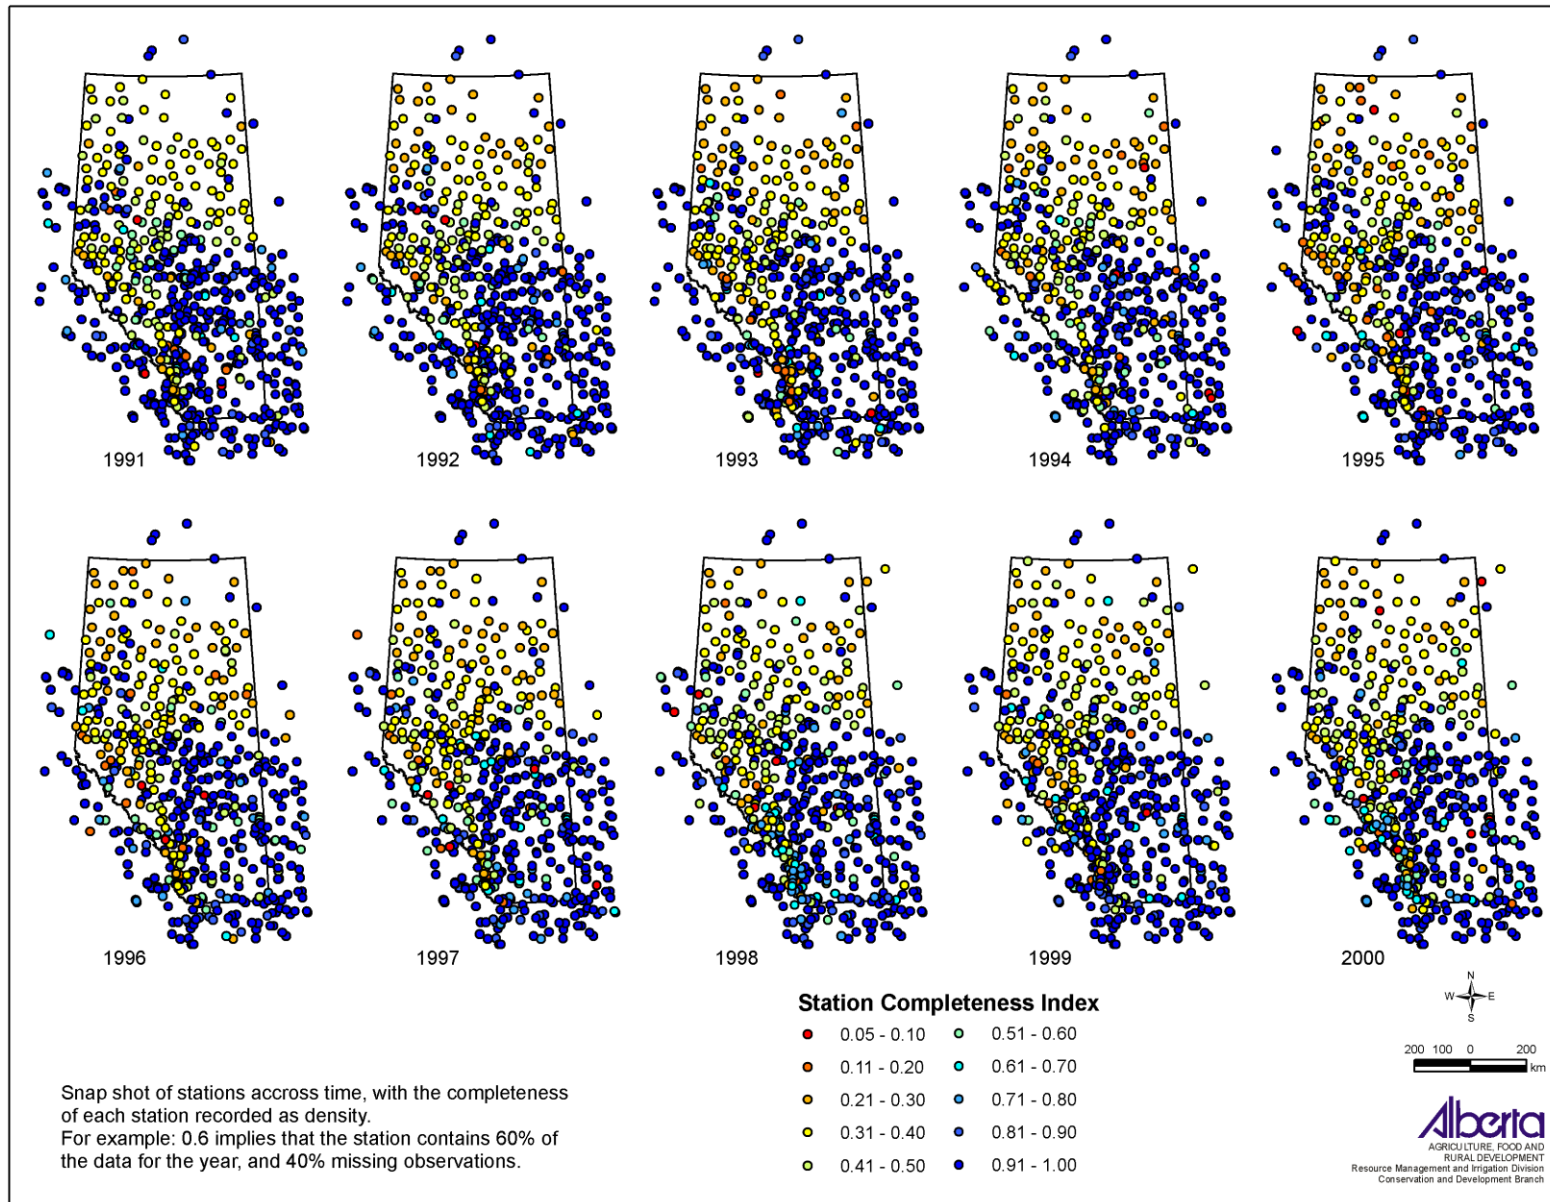 1991
1992
1993
1994
1995
1996
1997
1998
1999
2000
N
W E
S
Station Completeness Index
0.05 - 0.10
0.11 - 0.20
0.21 - 0.30
0.31 - 0.40
0.41 - 0.50
0.51 - 0.60
0.61 - 0.70
0.71 - 0.80
0.81 - 0.90
0.91 - 1.00
200 100 0 200
km
Snap shot of stations accross time, with the completeness
of each station recorded as density.
For example: 0.6 implies that the station contains 60% of
the data for the year, and 40% missing observations.
Alberta
AGRICULTURE, FOOD AND
RURAL DEVELOPMENT
Resource Management and Irrigation Division
Conservation and Development Branch